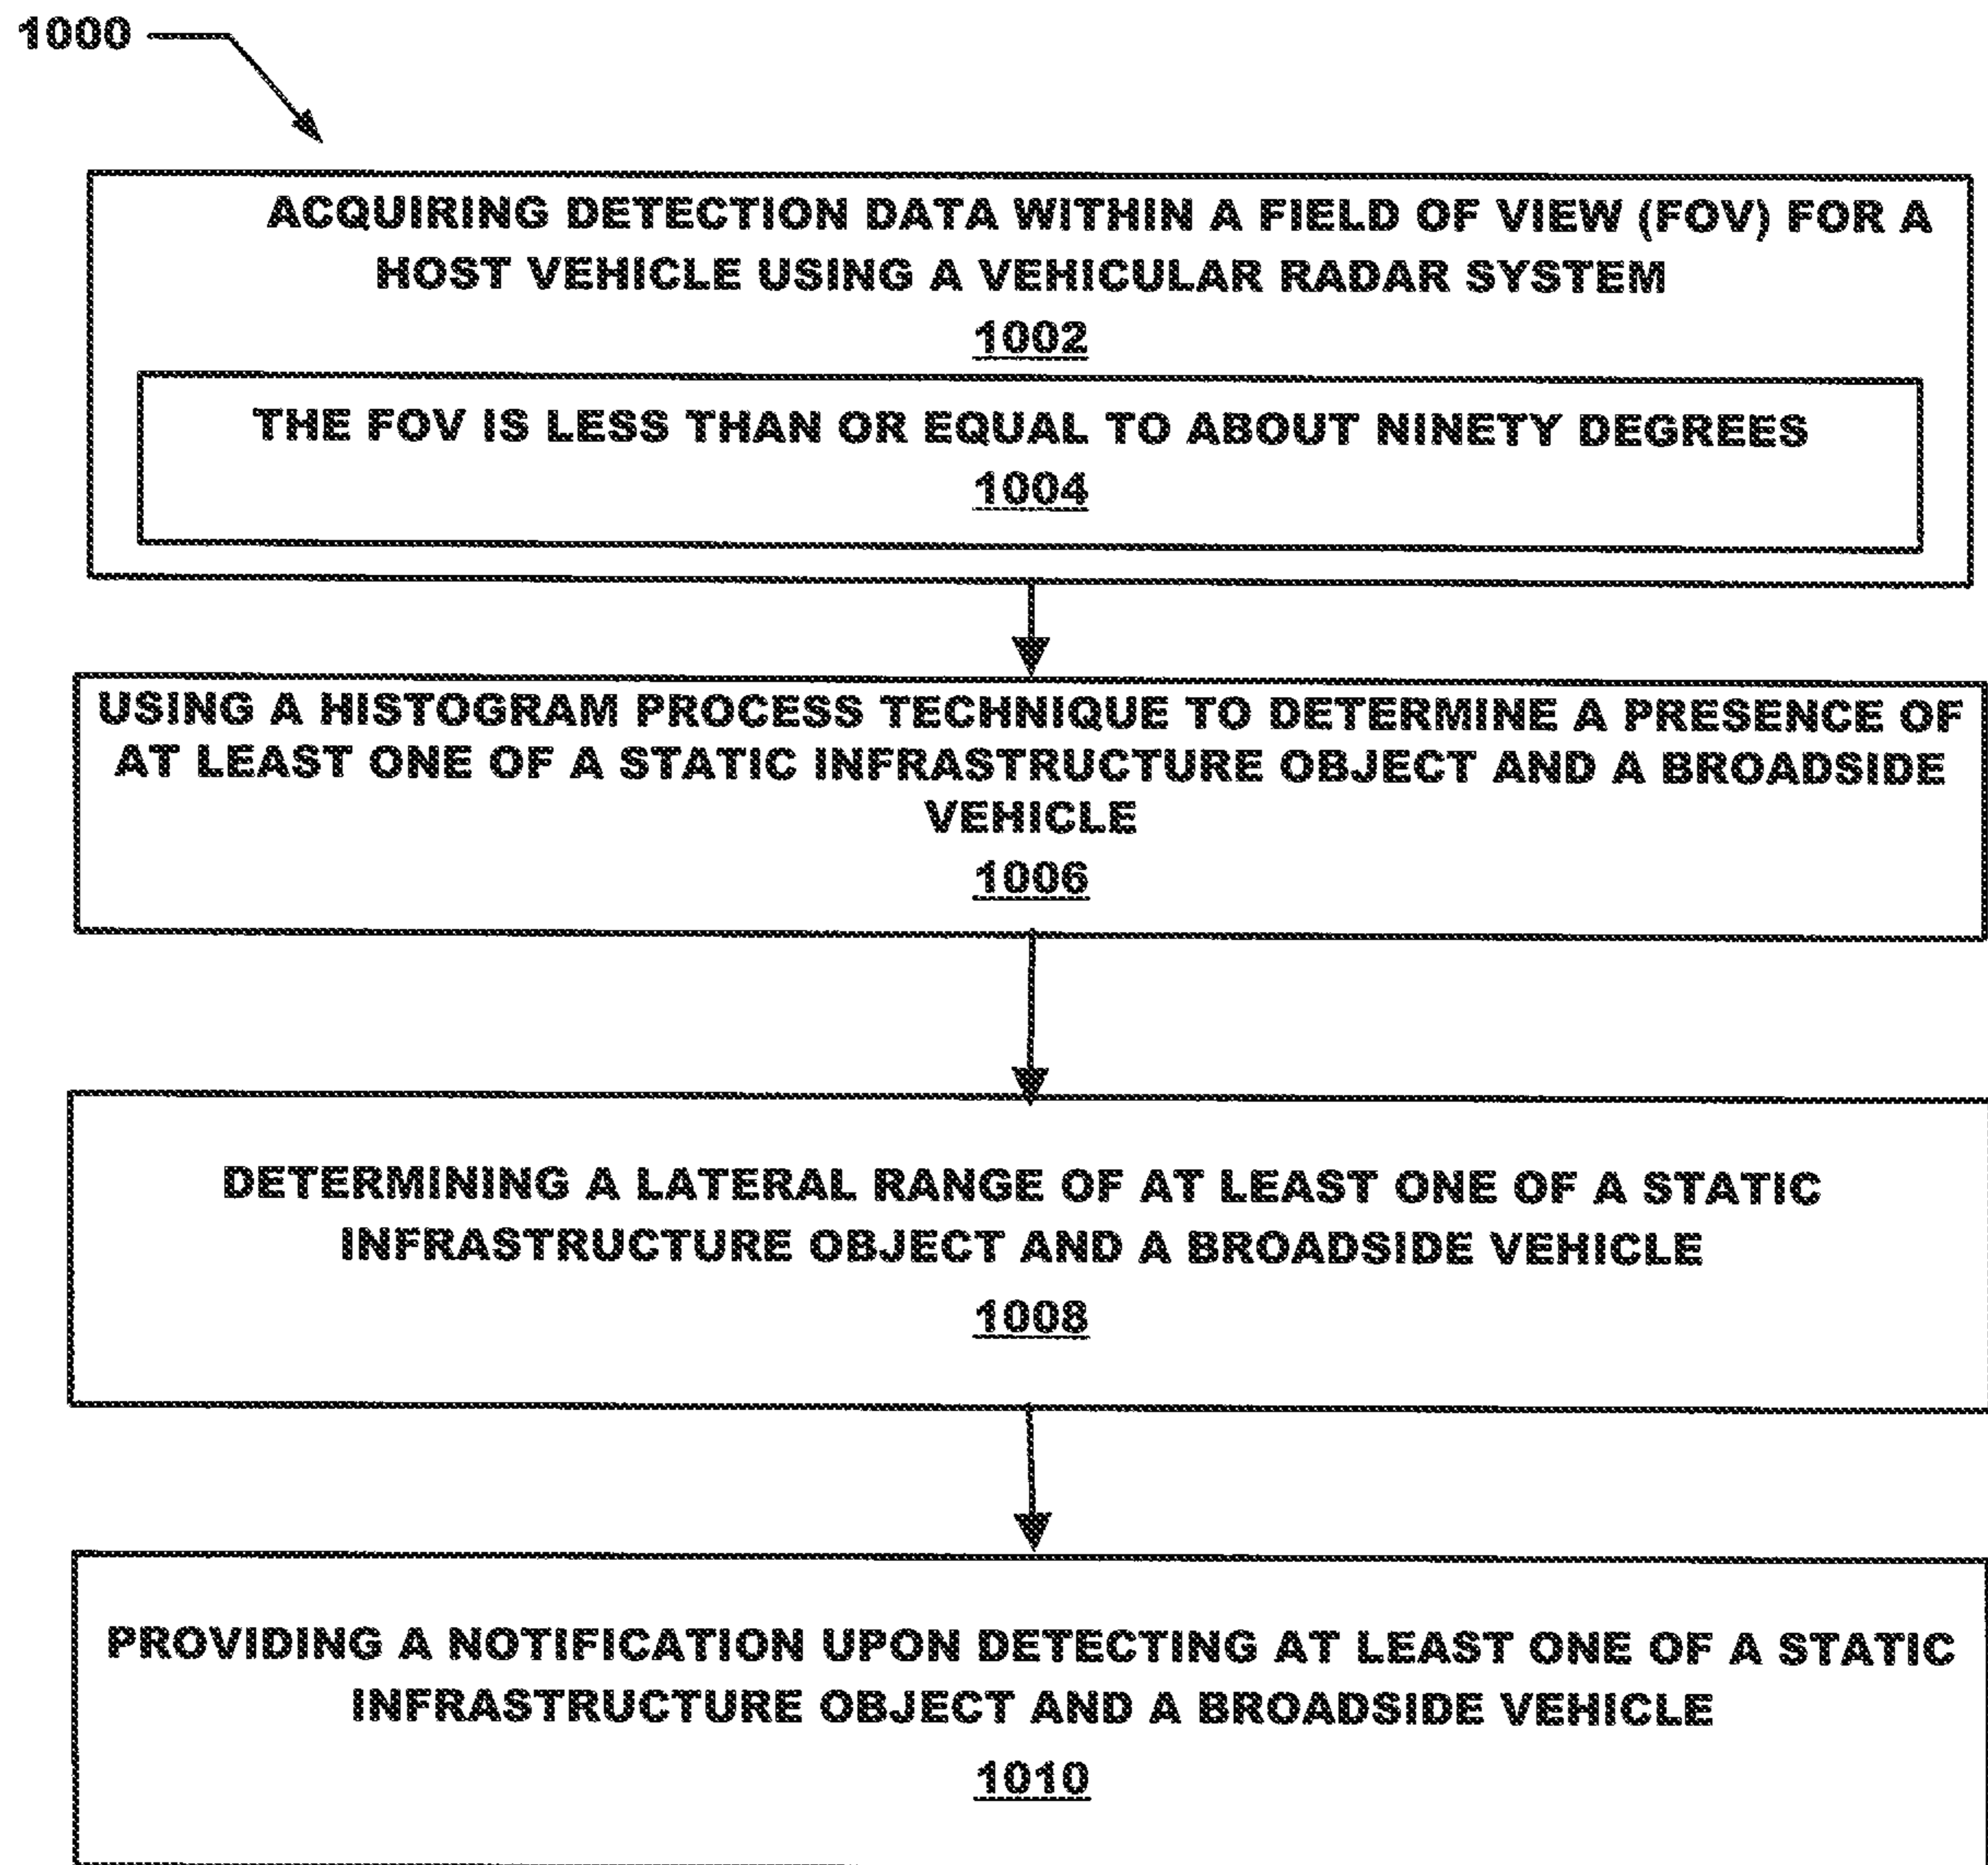 1000
ACQUIRING DETECTION DATA WITHIN A FIELD OF VIEW (FOV) FOR A
HOST VEHICLE USING A VEHICULAR RADAR SYSTEM
1002
THE FOV IS LESS THAN OR EQUAL TO ABOUT NINETY DEGREES
1004
USING A HISTOGRAM PROCESS TECHNIQUE TO DETERMINE A PRESENCE OF
AT LEAST ONE OF A STATIC INFRASTRUCTURE OBJECT AND A BROADSIDE
VEHICLE
1006
DETERMINING A LATERAL RANGE OF AT LEAST ONE OF A STATIC
INFRASTRUCTURE OBJECT AND A BROADSIDE VEHICLE
1008
PROVIDING A NOTIFICATION UPON DETECTING AT LEAST ONE OF A STATIC
INFRASTRUCTURE OBJECT AND A BROADSIDE VEHICLE
1010